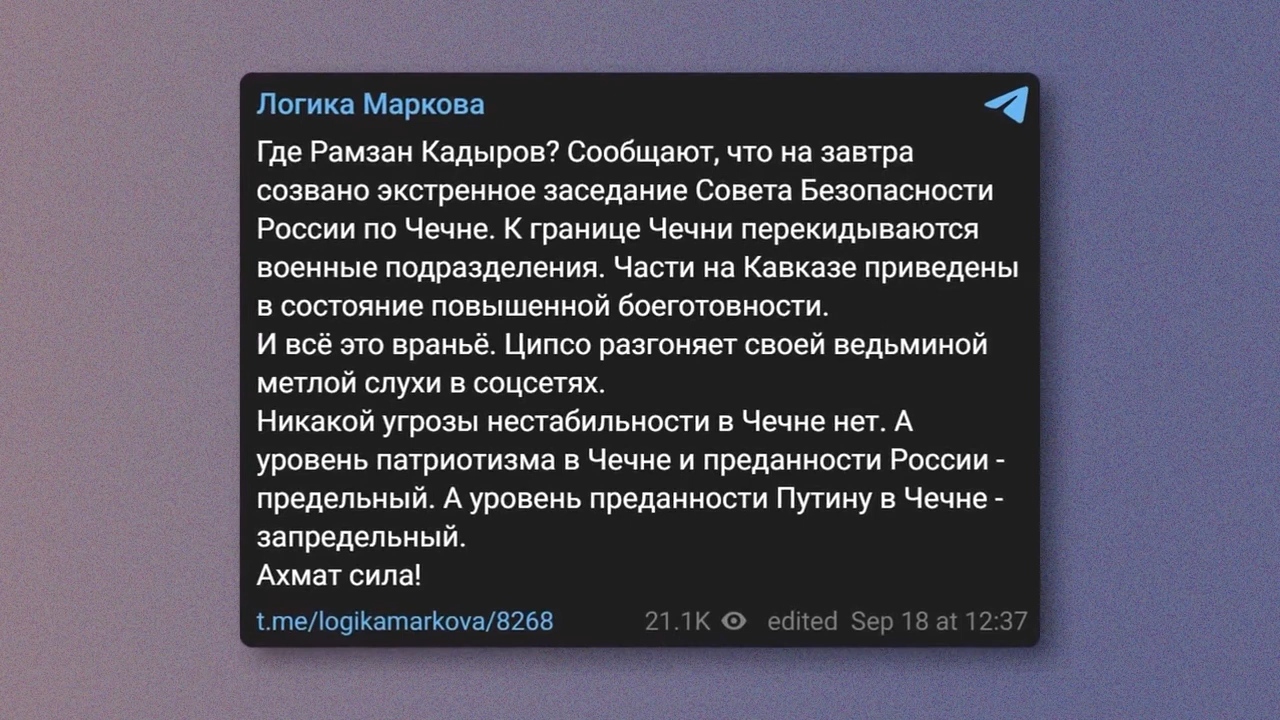 Логика Маркова
Где Рамзан Кадыров? Сообщают, что на завтра
созвано экстренное заседание Совета Безопасности
России по Чечне. К границе Чечни перекидываются
военные подразделения. Части на Кавказе приведены
в состояние повышенной боеготовности.
И всё это враньё. Ципсо разгоняет своей ведьминой
метлой слухи в соцсетях.
Никакой угрозы нестабильности в Чечне нет. А
уровень патриотизма в Чечне и преданности России -
предельный. А уровень преданности Путину в Чечне -
запредельный.
Ахмат сила!
t.me/logikamarkova/8268 21.1K edited Sep 18 at 12:37